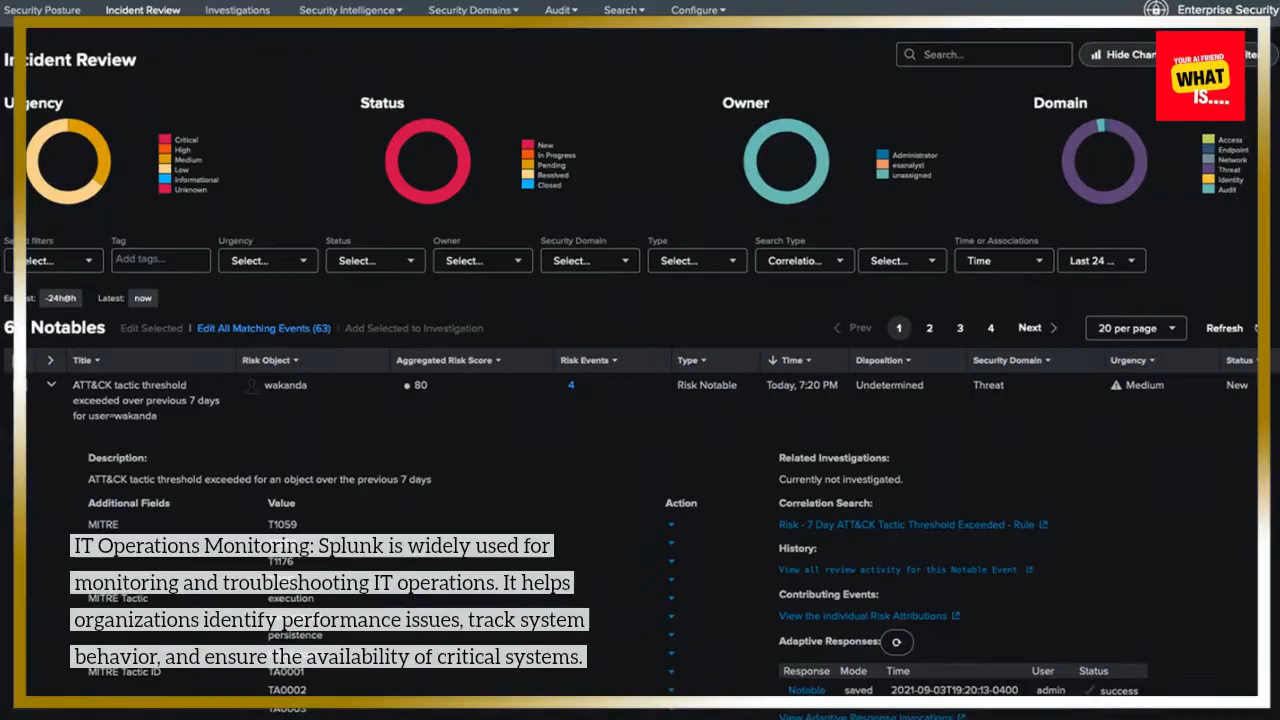 Security Posture Incident Review Investigations Security Intelligence Security Domains Audit Search Configure Enterprise Security
Incident Review
Search...
Hide Char
YOUR AI FRIEND
WHAT
IS....
Urgency
Critical
High
Medium
Low
Informational
Unknown
Status
New
In Progress
Pending
Resolved
Closed
Owner
Administrator
esanalyst
unassigned
Domain
Access
Endpoint
Network
Threat
Identity
Audit
filters Tag Urgency Status Owner Security Domain Type Search Type Time or Associations
Select... Add tags... Select... Select... Select... Select... Select... Correlatio... Select... Time Last 24 ...
-24h@h Latest: now
Notables Edit Selected | Edit All Matching Events (63) | Add Selected to Investigation
Prev 1 2 3 4 Next 20 per page Refresh
Title Risk Object Aggregated Risk Score Risk Events Type Time Disposition Security Domain Urgency Status
ATT&CK tactic threshold wakanda 80 4 Risk Notable Today, 7:20 PM Undetermined Threat Medium New
exceeded over previous 7 days
for user=wakanda
Description:
ATT&CK tactic threshold exceeded for an object over the previous 7 days
Additional Fields Value Action
MITRE T1059
IT Operations Monitoring: Splunk is widely used for
T1176
monitoring and troubleshooting IT operations. It helps
MITRE Tactic execution
organizations identify performance issues, track system
persistence
behavior, and ensure the availability of critical systems.
MITRE Tactic ID TA0001
TA0002
TA0003
Related Investigations:
Currently not investigated.
Correlation Search:
Risk - 7 Day ATT&CK Tactic Threshold Exceeded - Rule
History:
View all review activity for this Notable Event
Contributing Events:
View the individual Risk Attributions
Adaptive Responses:
Response Mode Time User Status
Notable saved 2021-09-03T19:20:13-0400 admin success
View Adaptive Response Invocations